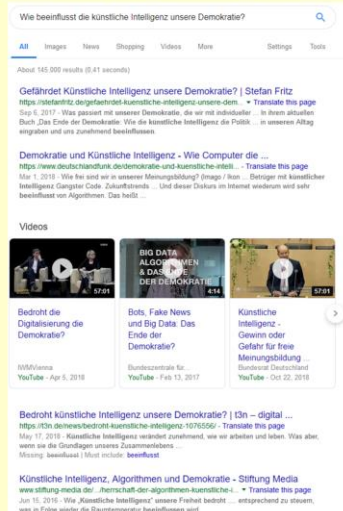 Wie beeinflusst die künstliche Intelligenz unsere Demokratie?
All Images News Shopping Videos More Settings Tools
About 145,000 results (0.41 seconds)
Gefährdet Künstliche Intelligenz unsere Demokratie? | Stefan Fritz
https://stefanfritz.de/gefaehrdet-kuenstliche-intelligenz-unsere-dem... ▾ Translate this page
Sep 6, 2017 - Was passiert mit unserer Demokratie, die wir mit individueller ... In ihrem aktuellen
Buch „Das Ende der Demokratie: Wie die künstliche Intelligenz die Politik ... in unseren Alltag
eingraben und uns zunehmend beeinflussen.
Demokratie und Künstliche Intelligenz - Wie Computer die ...
https://www.deutschlandfunk.de/demokratie-und-kuenstliche-intelli... - Translate this page
Mar 1, 2018 - Wie frei sind wir in unserer Meinungsbildung? (imago / Ikon ... Betrüger mit künstlicher
Intelligenz Gangster Code. Zukunftstrends ... Und dieser Diskurs im Internet wiederum wird sehr
beeinflusst von Algorithmen. Das heißt ...
Videos
57:01
BIG DATA
ALGORITHMEN
& DAS ENDE
DER DEMOKRATIE
4:14
57:01
Bedroht die
Digitalisierung die
Demokratie?
IWMVienna
YouTube - Apr 5, 2018
Bots, Fake News
und Big Data: Das
Ende der
Demokratie?
Bundeszentrale für...
YouTube - Feb 13, 2017
Künstliche
Intelligenz -
Gewinn oder
Gefahr für freie
Meinungsbildung ...
Bundesrat Deutschland
YouTube - Oct 22, 2018
Bedroht künstliche Intelligenz unsere Demokratie? | t3n – digital ...
https://t3n.de/news/bedroht-kuenstliche-intelligenz-1076556/ - Translate this page
May 17, 2018 - Künstliche Intelligenz verändert zunehmend, wie wir arbeiten und leben. Was aber,
wenn sie die Grundlagen unseres Zusammenlebens ...
Missing: beeinflusst | Must include: beeinflusst
Künstliche Intelligenz, Algorithmen und Demokratie - Stiftung Media
www.stiftung-media.de/.../herrschaft-der-algorithmen-kuenstliche-i... ▾ Translate this page
Jun 15, 2016 - Wie „Künstliche Intelligenz" unsere Freiheit bedroht ... entsprechend zu steuern,
was in Folge wieder die Raumtemperatur beeinflussen wird